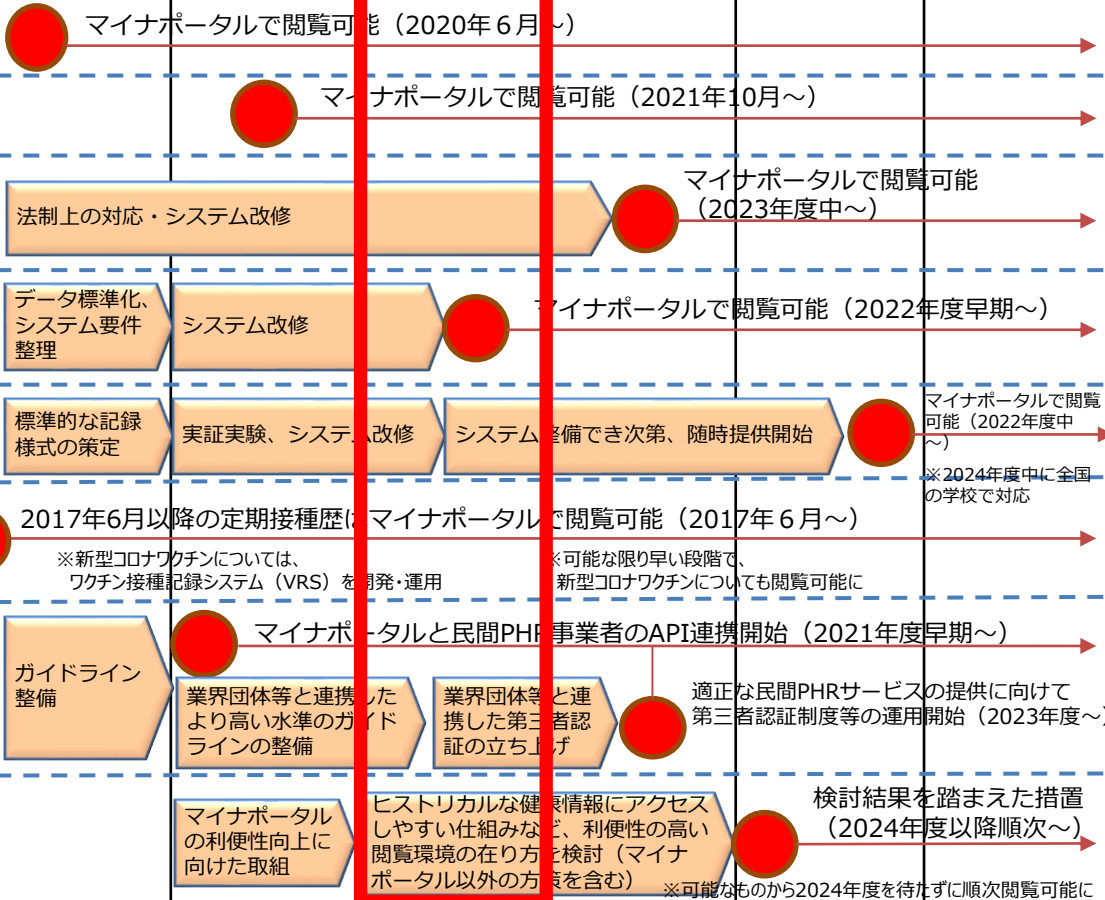 マイナポータルで閲覧可能（2020年６月～）
マイナポータルで閲覧可能（2021年10月～）
法制上の対応・システム改修
マイナポータルで閲覧可能
（2023年度中～）
データ標準化、
システム要件
整理
システム改修
マイナポータルで閲覧可能（2022年度早期～）
標準的な記録
様式の策定
実証実験、システム改修
システム整備でき次第、随時提供開始
マイナポータルで閲覧
可能（2022年度中
～）
※2024年度中に全国
の学校で対応
2017年6月以降の定期接種歴はマイナポータルで閲覧可能（2017年６月～）
※新型コロナワクチンについては、
ワクチン接種記録システム（VRS）を開発・運用
※可能な限り早い段階で、
新型コロナワクチンについても閲覧可能に
ガイドライン
整備
マイナポータルと民間PHR事業者のAPI連携開始（2021年度早期～）
業界団体等と連携した
より高い水準のガイド
ラインの整備
業界団体等と連
携した第三者認
証の立ち上げ
適正な民間PHRサービスの提供に向けて
第三者認証制度等の運用開始（2023年度～）
マイナポータル
の利便性向上に
向けた取組
ヒストリカルな健康情報にアクセス
しやすい仕組みなど、利便性の高い
閲覧環境の在り方を検討（マイナ
ポータル以外の方策を含む）
検討結果を踏まえた措置
（2024年度以降順次～）
※可能なものから2024年度を待たずに順次閲覧可能に